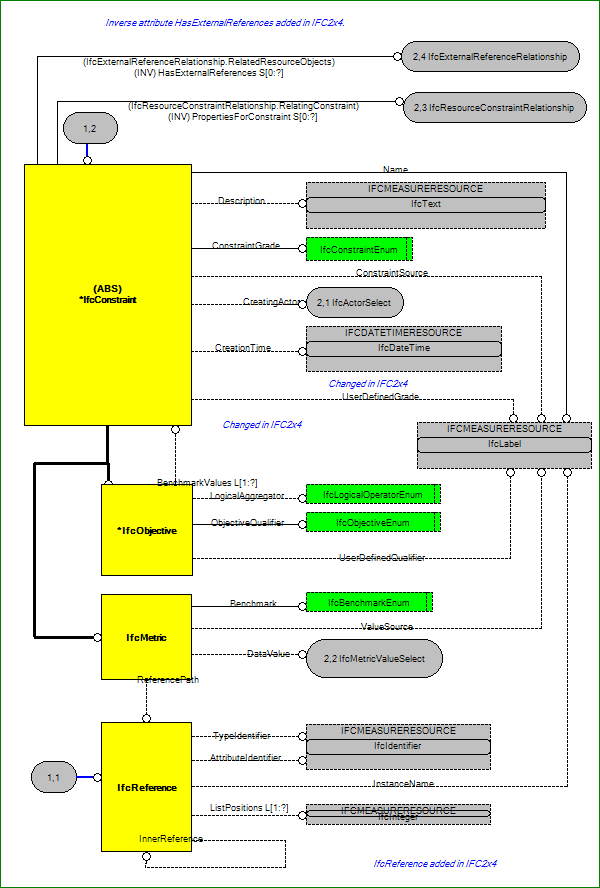 Inverse attribute HasExternalReferences added in IFC2x4.
(IfcExternalReferenceRelationship.RelatedResourceObjects)
(INV) HasExternalReferences S[0:?]
2,4 IfcExternalReferenceRelationship
(IfcResourceConstraintRelationship.RelatingConstraint)
(INV) PropertiesForConstraint S[0:?]
2,3 IfcResourceConstraintRelationship
1,2
Name
IFCMEASURERESOURCE
Description
IfcText
ConstraintGrade
IfcConstraintEnum
ConstraintSource
(ABS)
*IfcConstraint
CreatingActor
2,1 IfcActorSelect
IFCDATETIMERESOURCE
CreationTime
IfcDateTime
Changed in IFC2x4
UserDefinedGrade
Changed in IFC2x4
IFCMEASURERESOURCE
IfcLabel
BenchmarkValues L[1:?]
LogicalAggregator
IfcLogicalOperatorEnum
ObjectiveQualifier
IfcObjectiveEnum
*IfcObjective
UserDefinedQualifier
Benchmark
IfcBenchmarkEnum
ValueSource
IfcMetric
DataValue
2,2 IfcMetricValueSelect
ReferencePath
TypeIdentifier
IFCMEASURERESOURCE
IfcIdentifier
AttributeIdentifier
1,1
IfcReference
InstanceName
ListPositions L[1:?]
IFCMEASURERESOURCE
IfcInteger
InnerReference
IfcReference added in IFC2x4